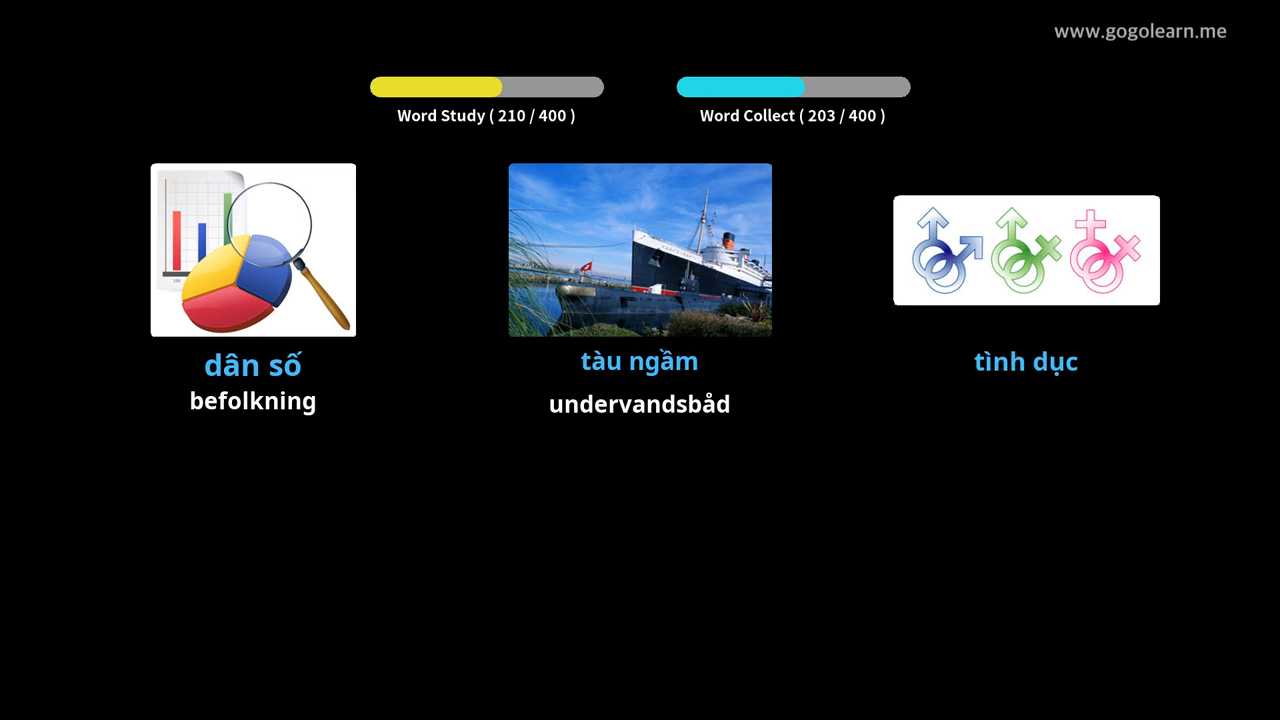 www.gogolearn.me
Word Study ( 210 / 400 )
Word Collect ( 203 / 400 )
dân số
befolkning
tàu ngầm
undervandsbåd
tình dục